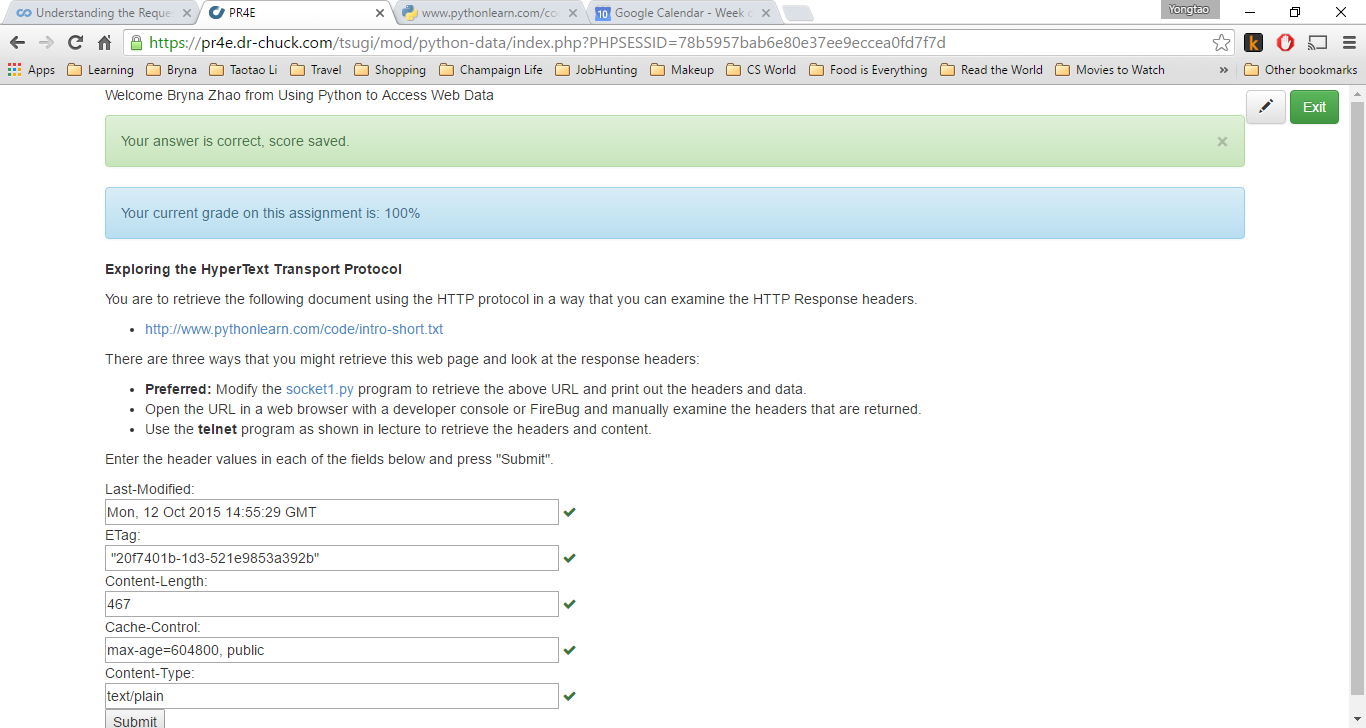 Understanding the Reque
PR4E
www.pythonlearn.com/co
Google Calendar - Week
Yongtao
https://pr4e.dr-chuck.com/tsugi/mod/python-data/index.php?PHPSESSID=78b5957bab6e80e37ee9eccea0fd7f7d
Apps Learning Bryna Taotao Li Travel Shopping Champaign Life JobHunting Makeup CS World Food is Everything Read the World Movies to Watch » Other bookmarks
Welcome Bryna Zhao from Using Python to Access Web Data
Exit
Your answer is correct, score saved.
×
Your current grade on this assignment is: 100%
Exploring the HyperText Transport Protocol
You are to retrieve the following document using the HTTP protocol in a way that you can examine the HTTP Response headers.
• http://www.pythonlearn.com/code/intro-short.txt
There are three ways that you might retrieve this web page and look at the response headers:
• Preferred: Modify the socket1.py program to retrieve the above URL and print out the headers and data.
• Open the URL in a web browser with a developer console or FireBug and manually examine the headers that are returned.
• Use the telnet program as shown in lecture to retrieve the headers and content.
Enter the header values in each of the fields below and press "Submit".
Last-Modified:
Mon, 12 Oct 2015 14:55:29 GMT
ETag:
"20f7401b-1d3-521e9853a392b"
Content-Length:
467
Cache-Control:
max-age=604800, public
Content-Type:
text/plain
Submit